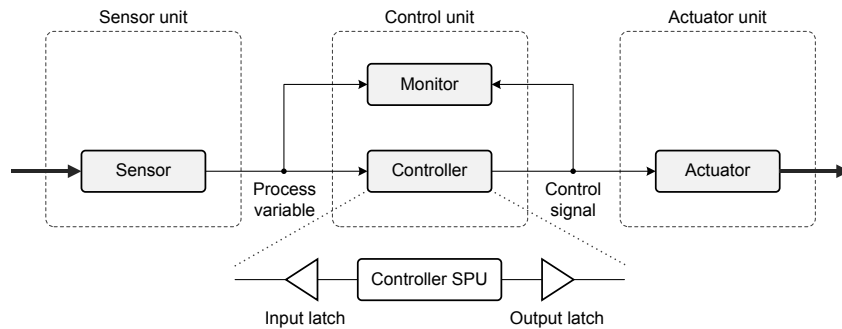 Sensor unit
Control unit
Actuator unit
Monitor
Sensor
Controller
Actuator
Process
variable
Control
signal
Controller SPU
Input latch
Output latch